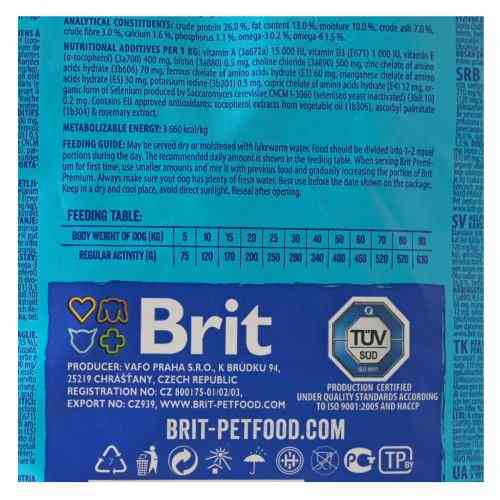 ANALYTICAL CONSTITUENTS: crude protein 26.0 %, fat content 13.0 %, moisture 10.0 %, crude ash 7.0 %,
crude fibre 3.0 %, calcium 1.6 %, phosphorus 1.1 %, omega-3 0.2 %, omega-6 1.5 %.
NUTRITIONAL ADDITIVES PER 1 KG: vitamin A (3a672a) 15 000 IU, vitamin D3 (E671) 1 000 IU, vitamin E
(α-tocopherol) (3a700) 400 mg, biotin (3a880) 0.5 mg, choline chloride (3a890) 500 mg, zinc chelate of amino
acids hydrate (3b606) 70 mg, ferrous chelate of amino acids hydrate (E1) 60 mg, manganese chelate of amino
acids hydrate (E5) 30 mg, potassium iodine (3b201) 0.5 mg, cupric chelate of amino acids hydrate (E4) 12 mg, or-
ganic form of Selenium produced by Saccaromyces cerevisiae CNCM I-3060 (selenised yeast inactivated) (3b8.10)
0.2 mg. Contains EU approved antioxidants: tocopherol extracts from vegetable oil (1b306), ascorbyl palmitate
(1b304) & rosemary extract.
METABOLIZABLE ENERGY: 3 660 kcal/kg
FEEDING GUIDE: May be served dry or moistened with lukewarm water. Food should be divided into 1-2 equal
portions during the day. The recommended daily amount is shown in the feeding table. When serving Brit Premi-
um for first time, use smaller amounts and mix it with previous food and gradually increasing the portion of Brit
Premium. Always make sure your dog has plenty of fresh water. Best use before the date shown on the package.
Keep in a dry and cool place, avoid direct sunlight. Reseal after opening.
FEEDING TABLE:
BODY WEIGHT OF DOG (KG) 5 10 15 20 25 30 40 50 60 70 80 90
REGULAR ACTIVITY (G) 75 120 170 200 250 280 340 400 460 520 570 630
Brit
TÜV
SÜD
ISO 9001
PRODUCER: VAFO PRAHA S.R.O., K BRŮDKU 94,
25219 CHRÁŠŤANY, CZECH REPUBLIC
REGISTRATION NO: CZ 800175-01/02/03,
EXPORT NO: CZ939, WWW.BRIT-PETFOOD.COM
PRODUCTION CERTIFIED
UNDER QUALITY STANDARDS ACCORDING
TO ISO 9001:2005 AND HACCP
BRIT-PETFOOD.COM
TP BY
SRB
SV
TK
UA